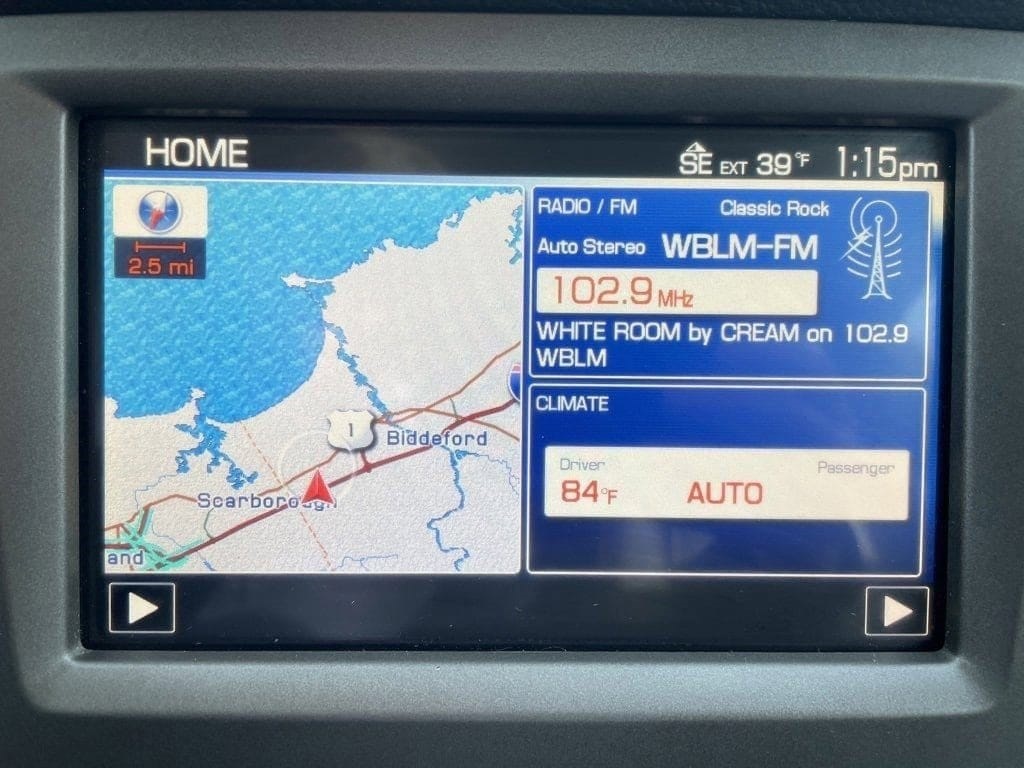 HOME
SE EXT 39°F 1:15pm
2.5 mi
1
Biddeford
Scarborough
and
RADIO / FM Classic Rock
Auto Stereo WBLM-FM
102.9 MHz
WHITE ROOM by CREAM on 102.9
WBLM
CLIMATE
Driver Passenger
84°F AUTO